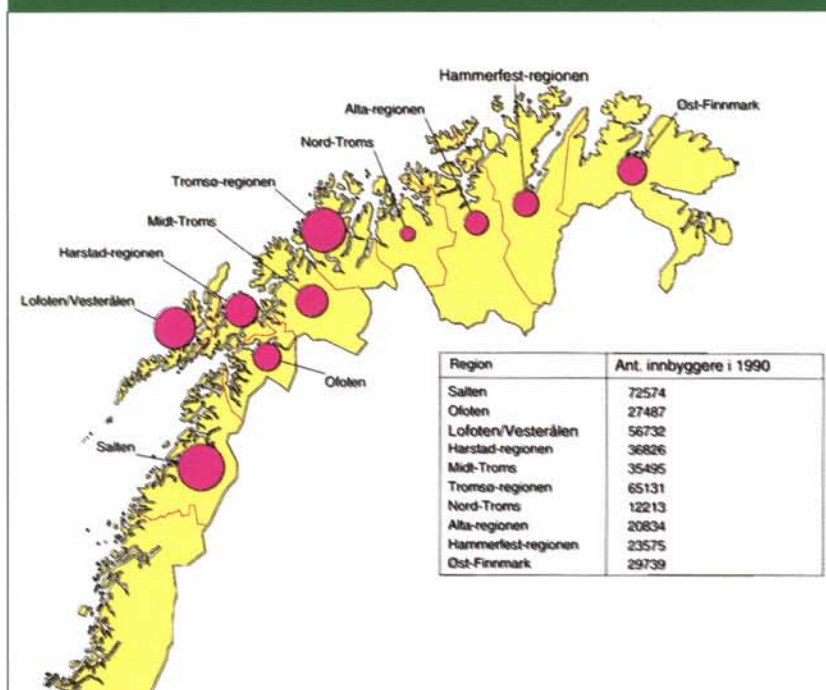 Hammerfest-regionen
Øst-Finnmark
Alta-regionen
Nord-Troms
Tromsø-regionen
Midt-Troms
Harstad-regionen
Lofoten/Vesterålen
Ofoten
Salten
Region Ant. innbyggere i 1990
Salten 72574
Ofoten 27487
Lofoten/Vesterålen 56732
Harstad-regionen 36826
Midt-Troms 35495
Tromsø-regionen 65131
Nord-Troms 12213
Alta-regionen 20834
Hammerfest-regionen 23575
Øst-Finnmark 29739